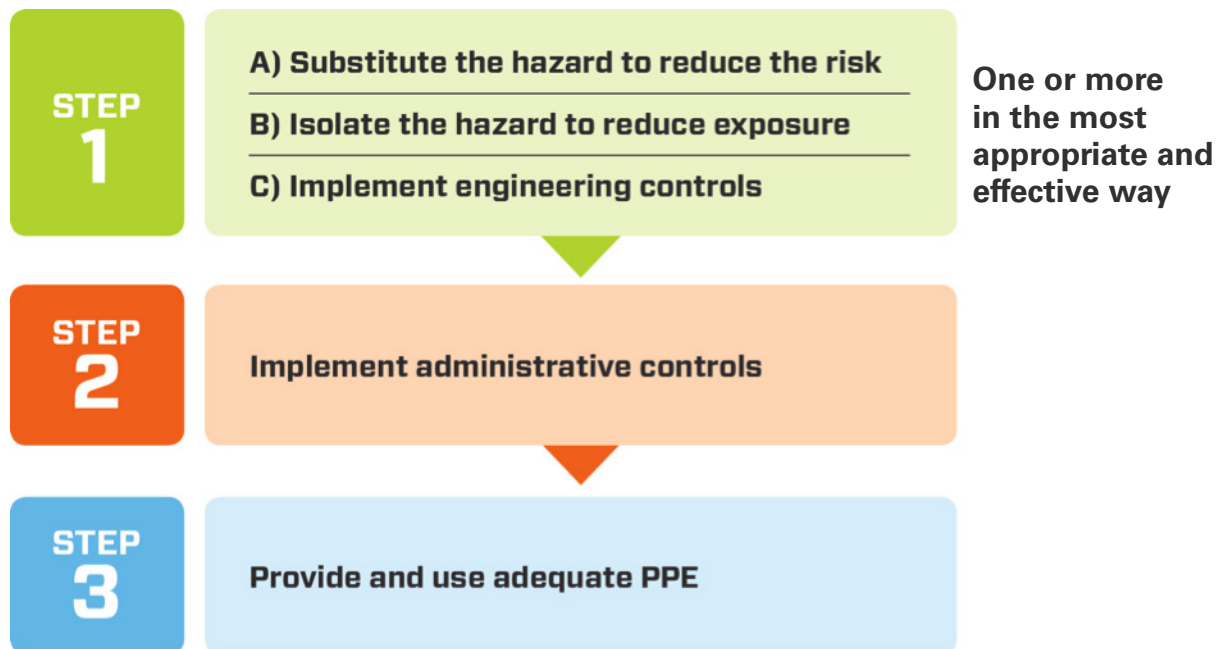 STEP
1
A) Substitute the hazard to reduce the risk
B) Isolate the hazard to reduce exposure
C) Implement engineering controls
One or more
in the most
appropriate and
effective way
STEP
2
Implement administrative controls
STEP
3
Provide and use adequate PPE